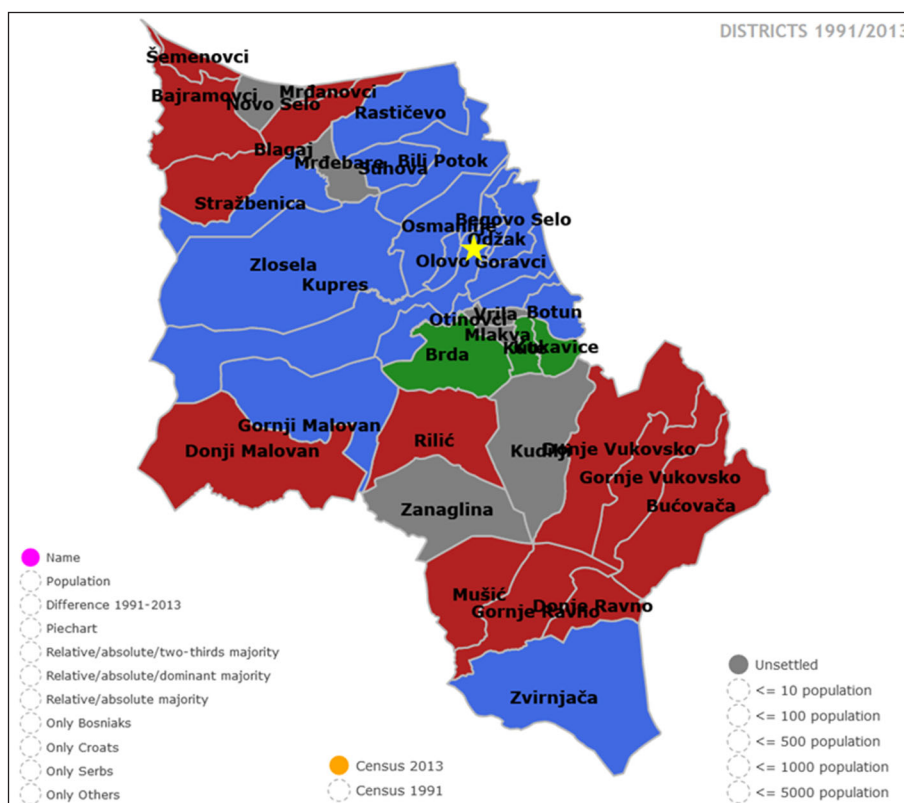 DISTRICTS 1991/2013
Šemenovci
Bajramovci
Novo Selo
Mrđanovci
Rastičevo
Blagaj
Mrđebare
Suhova
Bili Potok
Stražbenica
Begovo Selo
Osmanlije
Odžak
Olovo
Goravci
Zlosela
Kupres
Vrila
Botun
Otinovci
Mlakva
Kute
Kukavice
Brda
Gornji Malovan
Donji Malovan
Rilić
Kudilji
Donje Vukovsko
Gornje Vukovsko
Bućovača
Zanaglina
Mušić
Gornje Ravno
Donje Ravno
Zvirnjača
Name
Population
Difference 1991-2013
Piechart
Relative/absolute/two-thirds majority
Relative/absolute/dominant majority
Relative/absolute majority
Only Bosniaks
Only Croats
Only Serbs
Only Others
Census 2013
Census 1991
Unsettled
<= 10 population
<= 100 population
<= 500 population
<= 1000 population
<= 5000 population